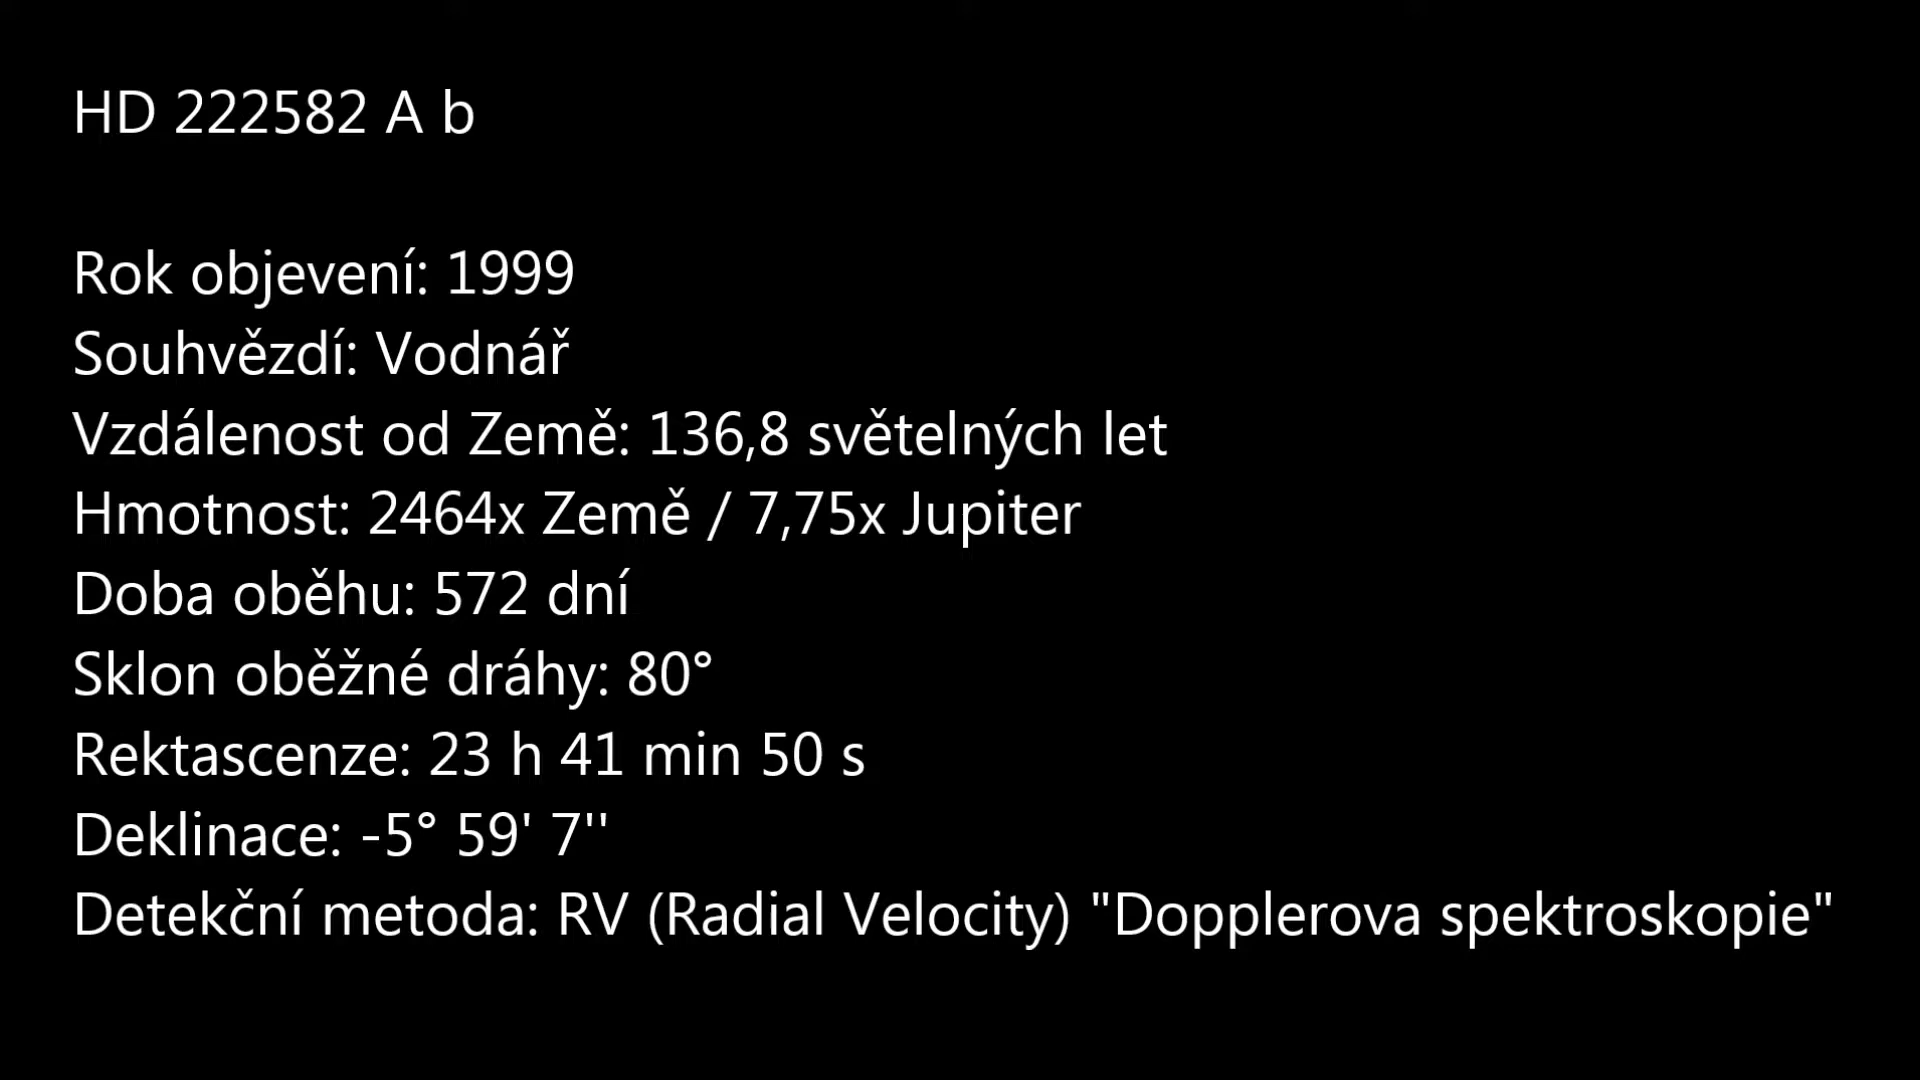 HD 222582 A b
Rok objevení: 1999
Souhvězdí: Vodnář
Vzdálenost od Země: 136,8 světelných let
Hmotnost: 2464x Země / 7,75x Jupiter
Doba oběhu: 572 dní
Sklon oběžné dráhy: 80°
Rektascenze: 23 h 41 min 50 s
Deklinace: -5° 59' 7''
Detekční metoda: RV (Radial Velocity) "Dopplerova spektroskopie"